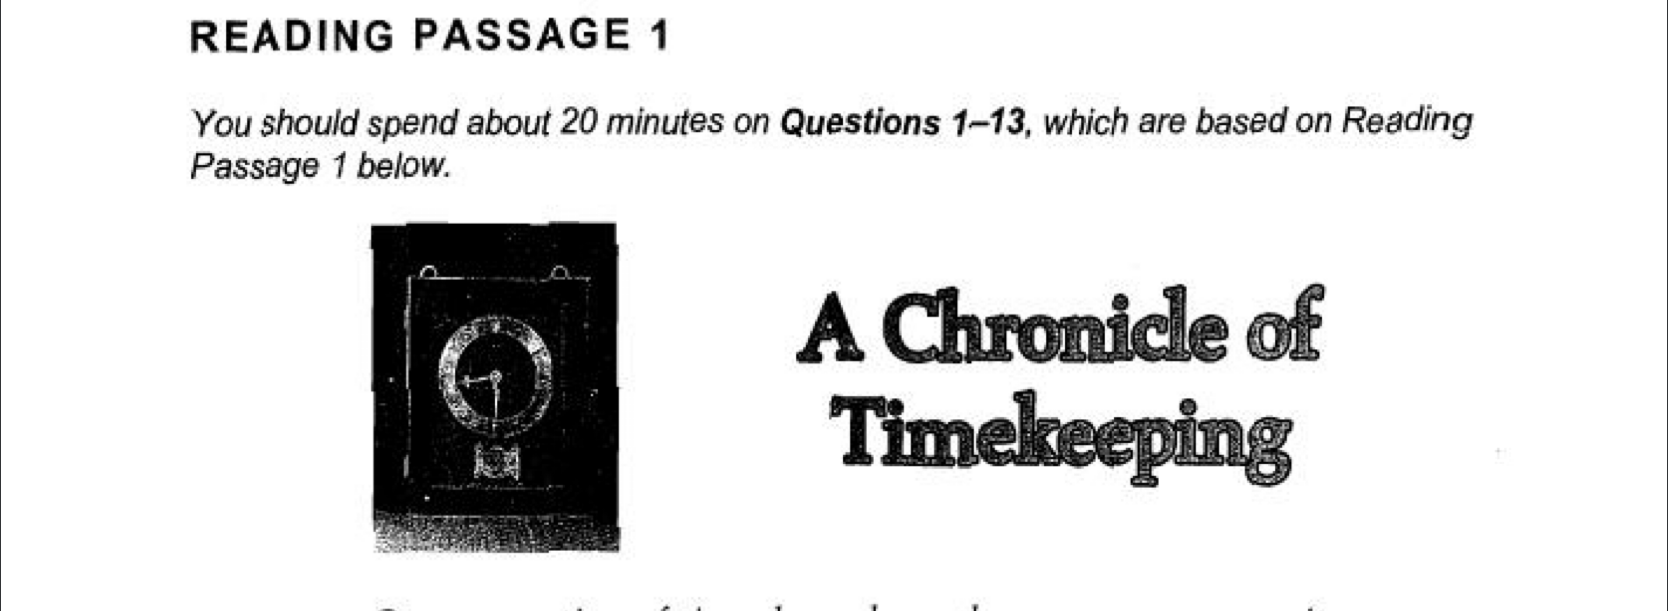 READING PASSAGE 1
You should spend about 20 minutes on Questions 1–13, which are based on Reading
Passage 1 below.
A Chronicle of
Timekeeping